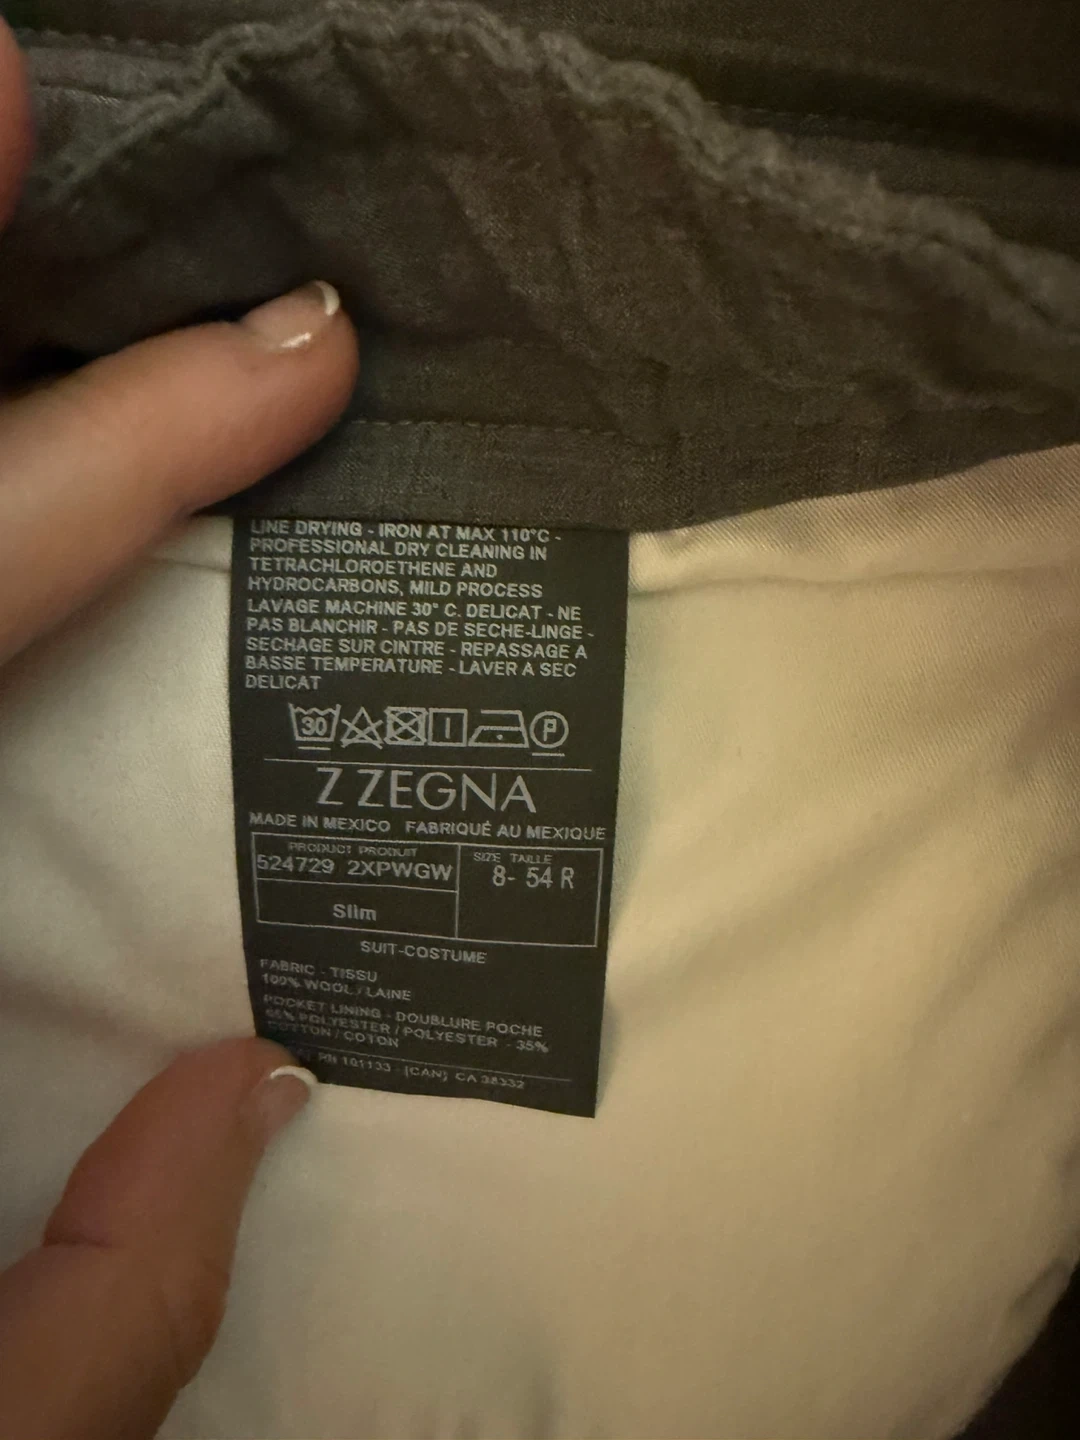 LINE DRYING - IRON AT MAX 110°C -
PROFESSIONAL DRY CLEANING IN
TETRACHLOROETHENE AND
HYDROCARBONS, MILD PROCESS
LAVAGE MACHINE 30° C. DELICAT - NE
PAS BLANCHIR - PAS DE SECHE-LINGE -
SECHAGE SUR CINTRE - REPASSAGE A
BASSE TEMPERATURE - LAVER A SEC
DELICAT
30 P
Z ZEGNA
MADE IN MEXICO FABRIQUÉ AU MEXIQUE
PRODUCT PRODUIT
524729 2XPWGW
SIZE TAILLE
8- 54 R
Slim
SUIT-COSTUME
FABRIC - TISSU
100% WOOL / LAINE
POCKET LINING - DOUBLURE POCHE
65% POLYESTER / POLYESTER - 35%
COTTON / COTON
RN 101133 - [CAN] CA 38332